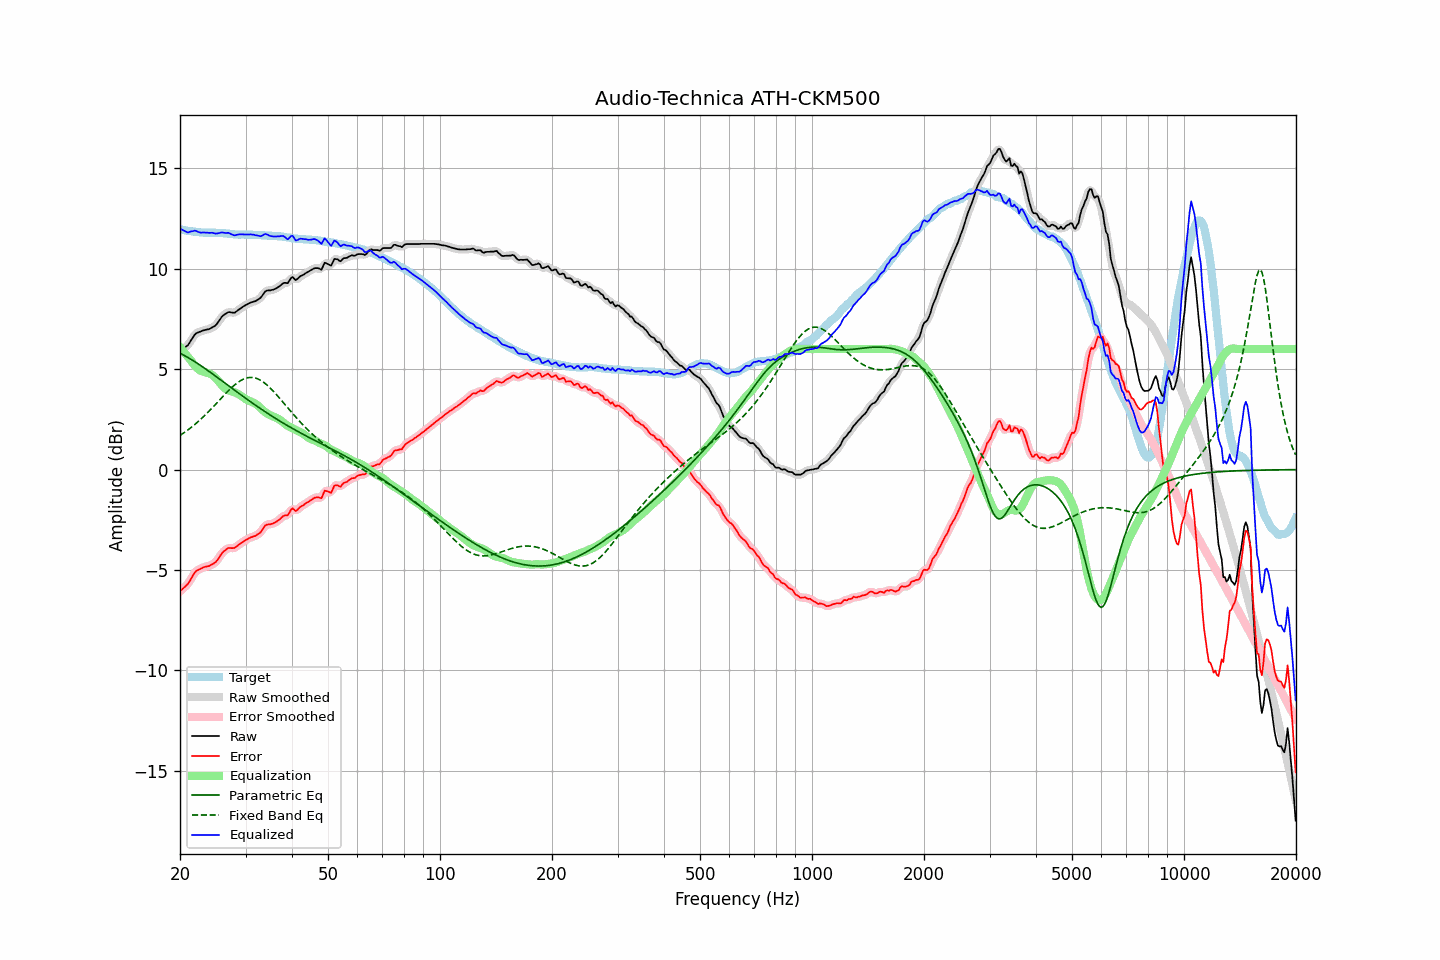 Audio-Technica ATH-CKM500
Amplitude (dBr)
15
10
5
0
−5
−10
−15
Target
Raw Smoothed
Error Smoothed
Raw
Error
Equalization
Parametric Eq
Fixed Band Eq
Equalized
20 50 100 200 500 1000 2000 5000 10000 20000
Frequency (Hz)